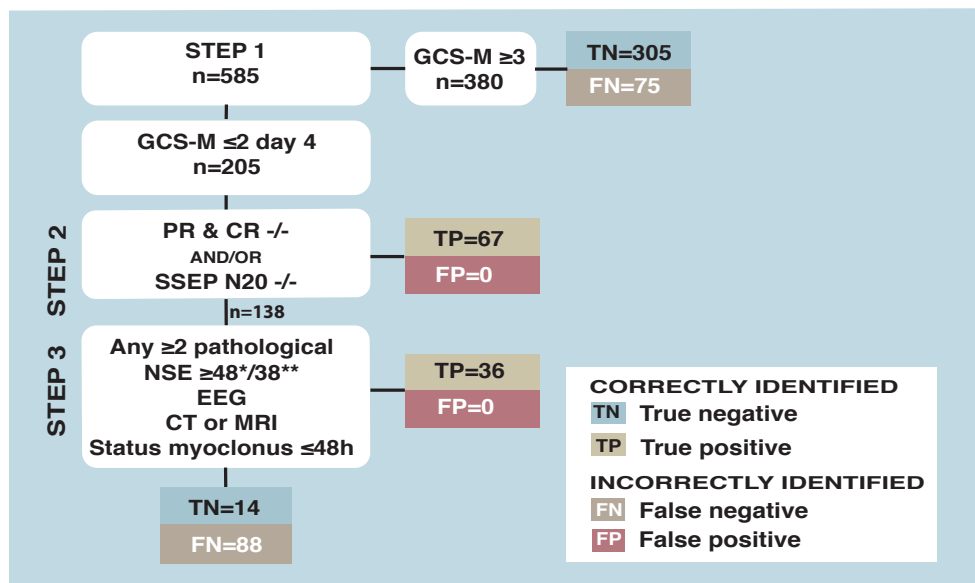 STEP 1
n=585
GCS-M ≥3
n=380
TN=305
FN=75
GCS-M ≤2 day 4
n=205
STEP 2
PR & CR -/-
AND/OR
SSEP N20 -/-
TP=67
FP=0
n=138
STEP 3
Any ≥2 pathological
NSE ≥48*/38**
EEG
CT or MRI
Status myoclonus ≤48h
TP=36
FP=0
TN=14
FN=88
CORRECTLY IDENTIFIED
TN True negative
TP True positive
INCORRECTLY IDENTIFIED
FN False negative
FP False positive